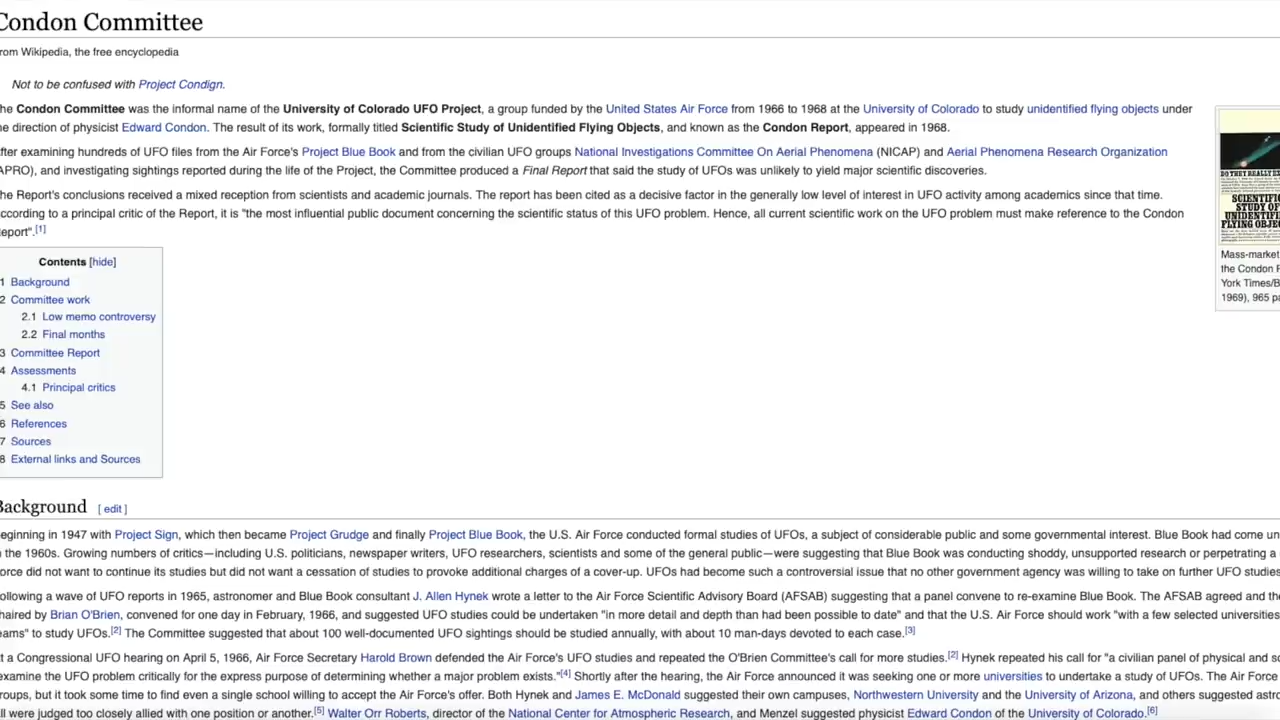 Condon Committee
rom Wikipedia, the free encyclopedia
Not to be confused with Project Condign.
he Condon Committee was the informal name of the University of Colorado UFO Project, a group funded by the United States Air Force from 1966 to 1968 at the University of Colorado to study unidentified flying objects under
he direction of physicist Edward Condon. The result of its work, formally titled Scientific Study of Unidentified Flying Objects, and known as the Condon Report, appeared in 1968.
fter examining hundreds of UFO files from the Air Force's Project Blue Book and from the civilian UFO groups National Investigations Committee On Aerial Phenomena (NICAP) and Aerial Phenomena Research Organization
APRO), and investigating sightings reported during the life of the Project, the Committee produced a Final Report that said the study of UFOs was unlikely to yield major scientific discoveries.
he Report's conclusions received a mixed reception from scientists and academic journals. The report has been cited as a decisive factor in the generally low level of interest in UFO activity among academics since that time.
ccording to a principal critic of the Report, it is "the most influential public document concerning the scientific status of this UFO problem. Hence, all current scientific work on the UFO problem must make reference to the Condon
eport".[1]
DO THEY REALLY EX
SCIENTIFI
STUDY OF
UNIDENTIFI
FLYING OBJEC
Mass-market
the Condon R
York Times/B
1969), 965 pa
Contents [hide]
1 Background
2 Committee work
2.1 Low memo controversy
2.2 Final months
3 Committee Report
4 Assessments
4.1 Principal critics
5 See also
6 References
7 Sources
8 External links and Sources
Background [ edit ]
eginning in 1947 with Project Sign, which then became Project Grudge and finally Project Blue Book, the U.S. Air Force conducted formal studies of UFOs, a subject of considerable public and some governmental interest. Blue Book had come un
n the 1960s. Growing numbers of critics—including U.S. politicians, newspaper writers, UFO researchers, scientists and some of the general public—were suggesting that Blue Book was conducting shoddy, unsupported research or perpetrating a
orce did not want to continue its studies but did not want a cessation of studies to provoke additional charges of a cover-up. UFOs had become such a controversial issue that no other government agency was willing to take on further UFO studies
ollowing a wave of UFO reports in 1965, astronomer and Blue Book consultant J. Allen Hynek wrote a letter to the Air Force Scientific Advisory Board (AFSAB) suggesting that a panel convene to re-examine Blue Book. The AFSAB agreed and the
haired by Brian O'Brien, convened for one day in February, 1966, and suggested UFO studies could be undertaken "in more detail and depth than had been possible to date" and that the U.S. Air Force should work "with a few selected universities
eams" to study UFOs.[2] The Committee suggested that about 100 well-documented UFO sightings should be studied annually, with about 10 man-days devoted to each case.[3]
t a Congressional UFO hearing on April 5, 1966, Air Force Secretary Harold Brown defended the Air Force's UFO studies and repeated the O'Brien Committee's call for more studies.[2] Hynek repeated his call for "a civilian panel of physical and so
xamine the UFO problem critically for the express purpose of determining whether a major problem exists."[4] Shortly after the hearing, the Air Force announced it was seeking one or more universities to undertake a study of UFOs. The Air Force
roups, but it took some time to find even a single school willing to accept the Air Force's offer. Both Hynek and James E. McDonald suggested their own campuses, Northwestern University and the University of Arizona, and others suggested astro
ll were judged too closely allied with one position or another.[5] Walter Orr Roberts, director of the National Center for Atmospheric Research, and Menzel suggested physicist Edward Condon of the University of Colorado.[6]